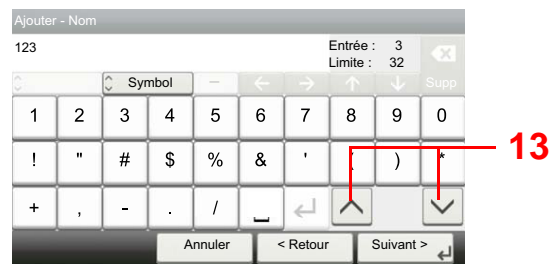 Ajouter - Nom
123 Entrée : 3
Limite : 32
Symbol Supp
1 2 3 4 5 6 7 8 9 0
! " # $ % & ' ( ) *
+ , - . /
Annuler < Retour Suivant >
13